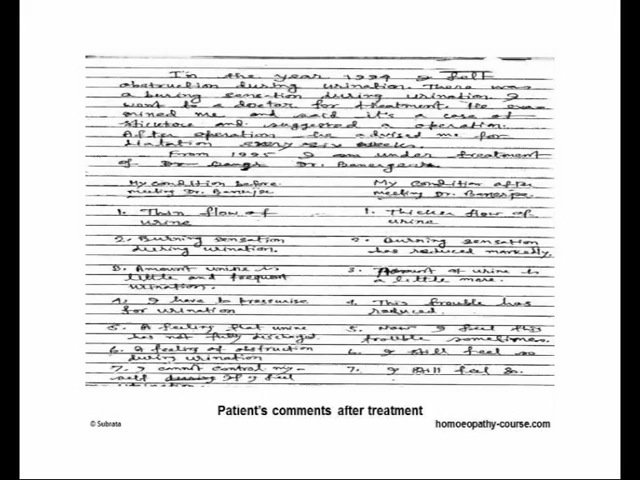 In the year 1994 I felt
obstruction during urination. There was
a buring sensation during urination. I
went to a doctor for treatment. He exa
mined me and said it's a case of
and suggested a operation.
After operation he advised me for
every six weeks.
From 1995 I am under treatment
of Dr. Banerjee
My condition before meeting Dr. Banerjee
My condition after meeting Dr. Banerjee
1. Thin flow of urine
1. Thicker flow of urine
2. Burning sensation during urination.
2. Burning sensation has reduced markedly.
3. Amount urine is little and frequent urination.
3. Amount of urine is a little more.
4. I have to pressurise for urination
4. This trouble has reduced.
5. A feeling that urine has not fully discharged.
5. Now I feel this trouble sometimes.
6. A feeling of obstruction during urination
6. I still feel so
7. I cannot control my-
self if I feel
7. I still feel so.
Patient's comments after treatment
© Subrata
homoeopathy-course.com